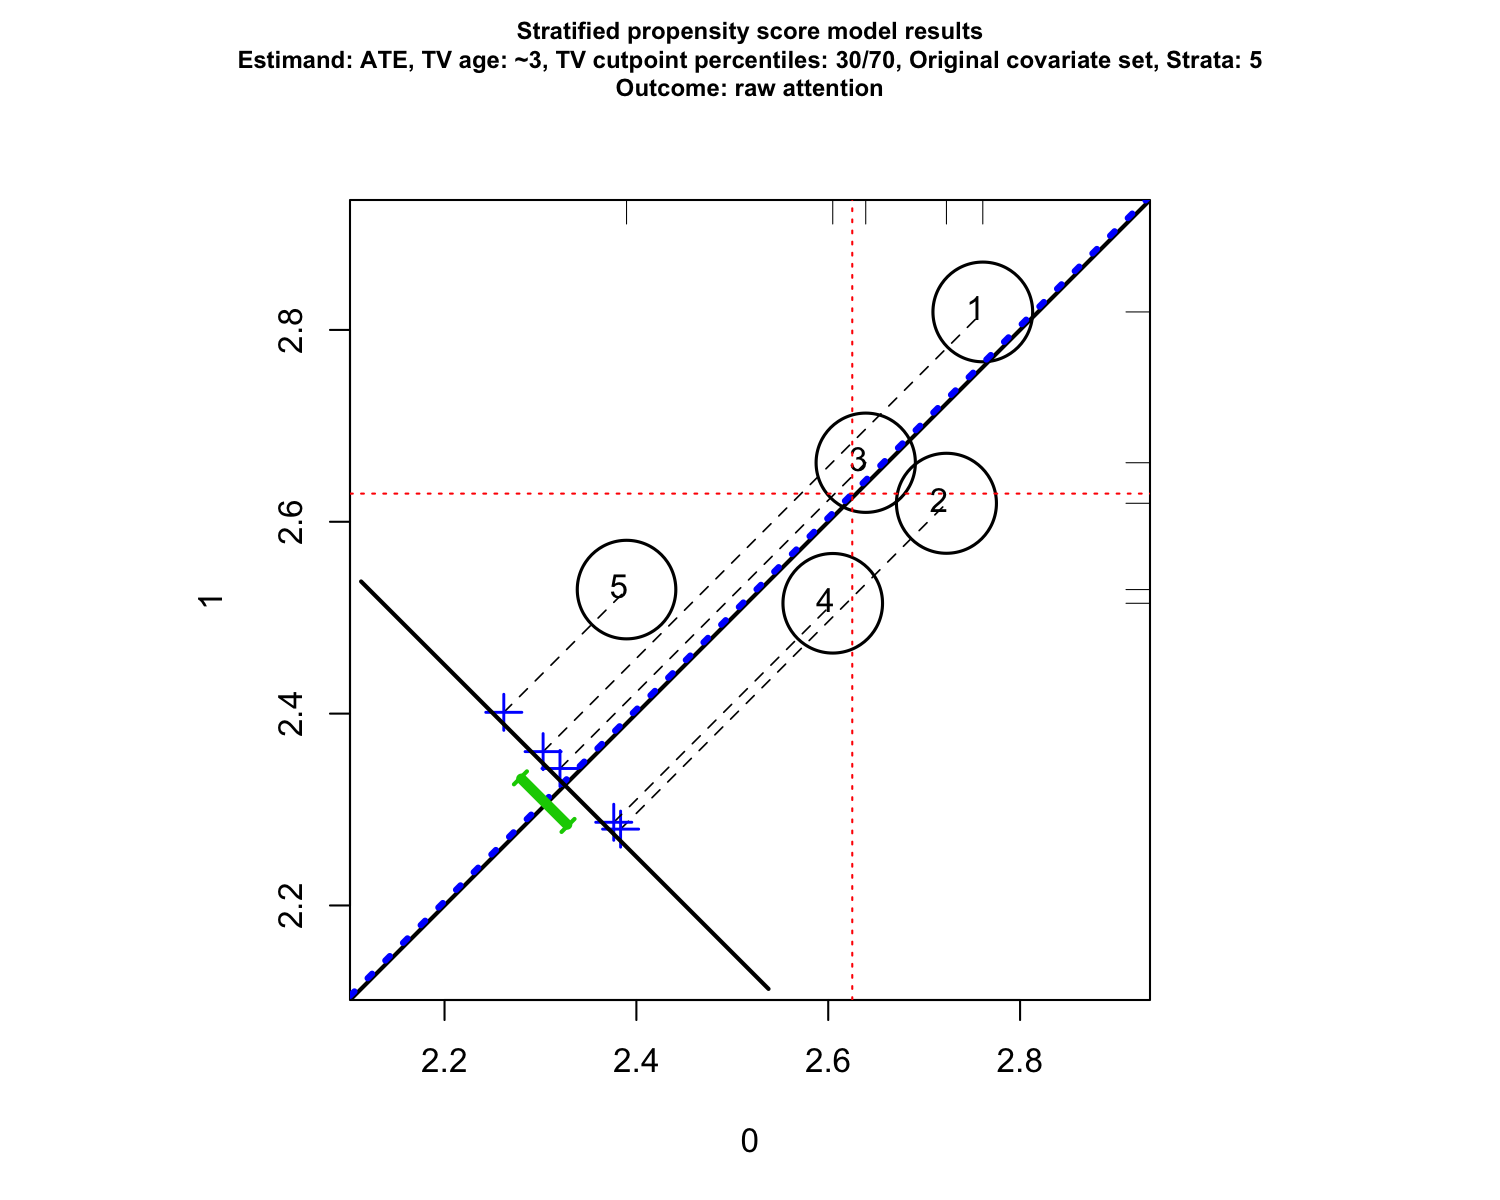 Stratified propensity score model results
Estimand: ATE, TV age: ~3, TV cutpoint percentiles: 30/70, Original covariate set, Strata: 5
Outcome: raw attention
1
2.8
3
2.6
2
5
4
1
2.4
2.2
2.2 2.4 2.6 2.8
0